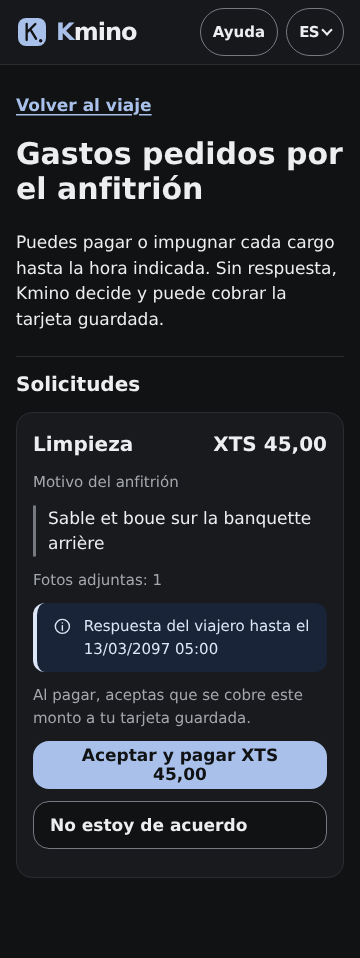 K. Kmino
Ayuda
ES
Volver al viaje
Gastos pedidos por
el anfitrión
Puedes pagar o impugnar cada cargo
hasta la hora indicada. Sin respuesta,
Kmino decide y puede cobrar la
tarjeta guardada.
Solicitudes
Limpieza XTS 45,00
Motivo del anfitrión
Sable et boue sur la banquette
arrière
Fotos adjuntas: 1
Respuesta del viajero hasta el
13/03/2097 05:00
Al pagar, aceptas que se cobre este
monto a tu tarjeta guardada.
Aceptar y pagar XTS
45,00
No estoy de acuerdo